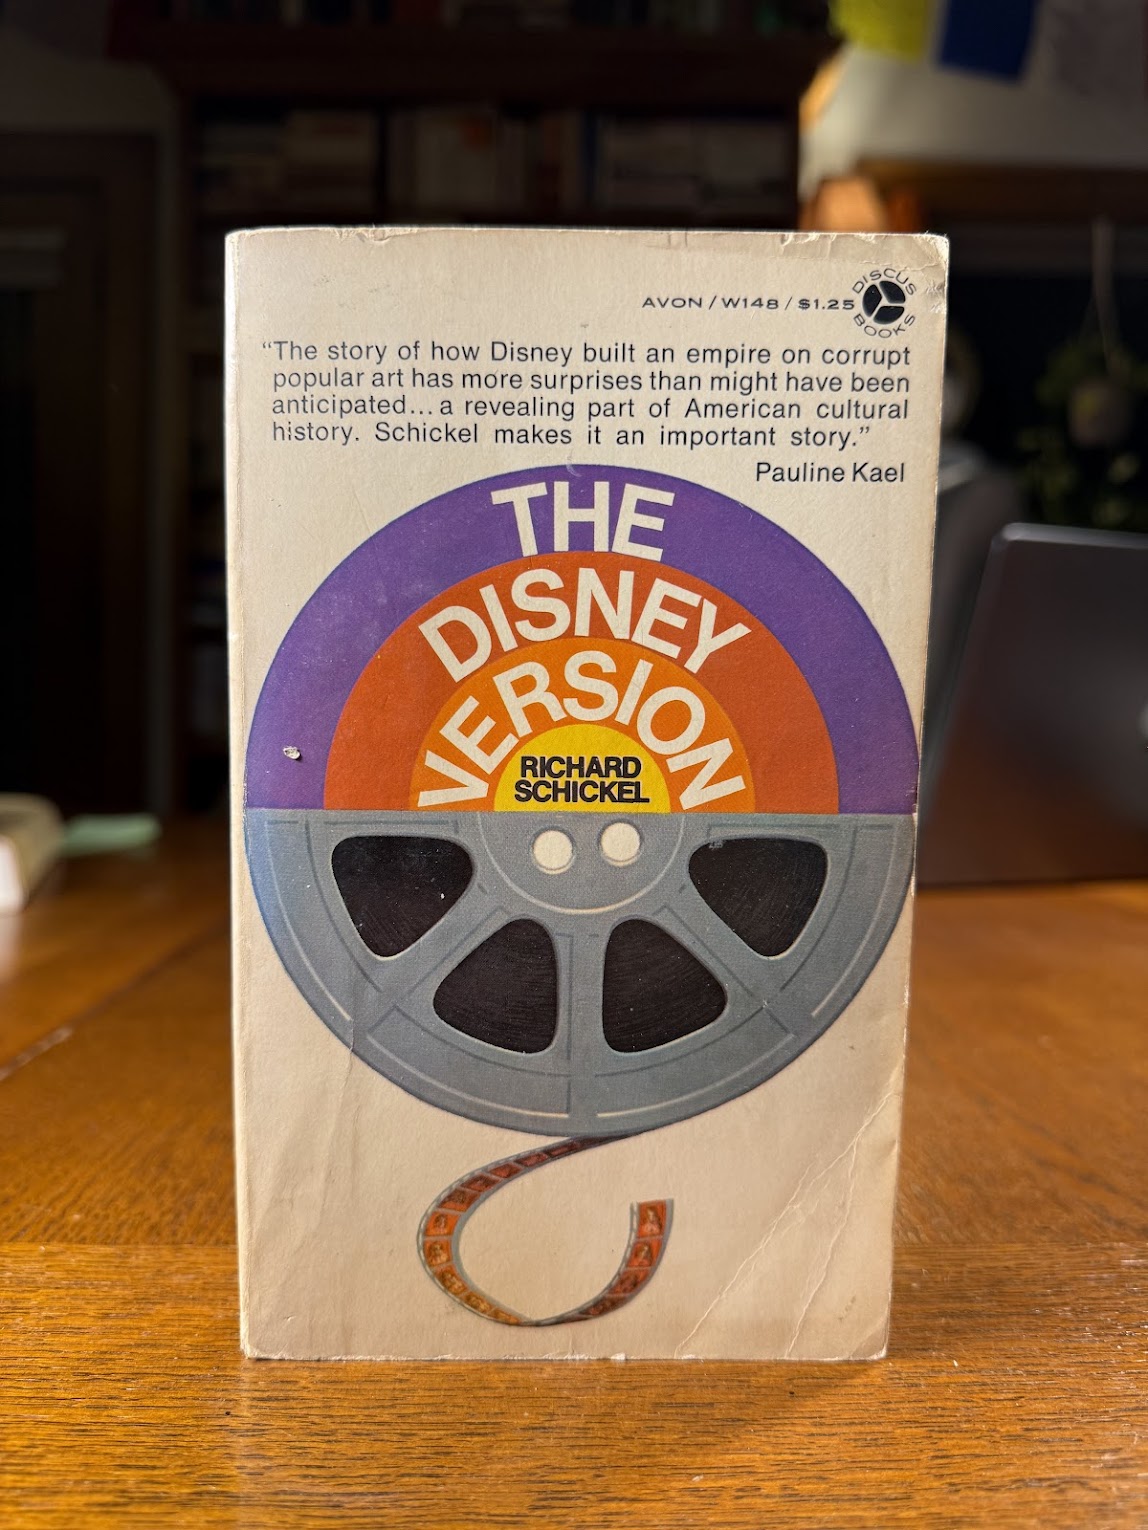 AVON / W148 / $1.25
DISCUS
BOOKS
“The story of how Disney built an empire on corrupt
popular art has more surprises than might have been
anticipated... a revealing part of American cultural
history. Schickel makes it an important story.”
Pauline Kael
THE
DISNEY
VERSION
RICHARD
SCHICKEL